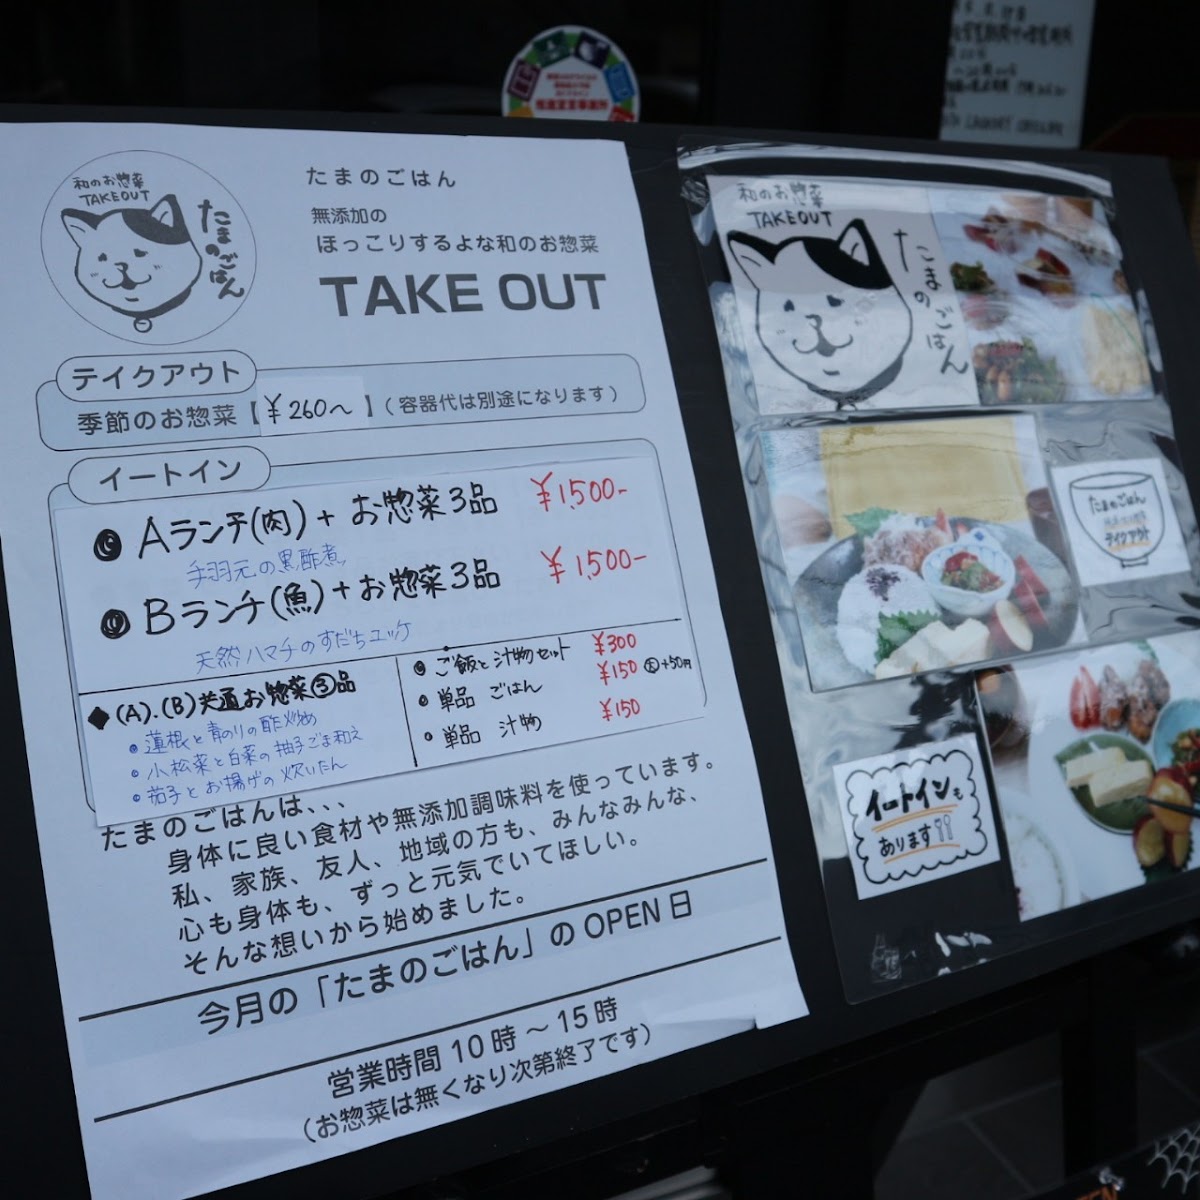 和のお惣菜
TAKEOUT
たまのごはん
たまのごはん
無添加の
ほっこりするよな和のお惣菜
TAKE OUT
テイクアウト
季節のお惣菜【¥260〜】(容器代は別途になります)
イートイン
Aランチ(肉)+お惣菜3品 ¥1,500-
手羽元の黒酢煮
Bランチ(魚)+お惣菜3品 ¥1,500-
天然ハマチのすだちユッケ
◆(A).(B)共通お惣菜③品
・蓮根と青のりの酢炒め
・小松菜と白菜の柚子ごま和え
・茄子とお揚げの炊いたん
・ご飯と汁物セット ¥300
・単品 ごはん ¥150 大+50円
・単品 汁物 ¥150
たまのごはんは、、、
身体に良い食材や無添加調味料を使っています。
私、家族、友人、地域の方も、みんなみんな、
心も身体も、ずっと元気でいてほしい。
そんな想いから始めました。
今月の「たまのごはん」のOPEN日
営業時間 10時〜15時
(お惣菜は無くなり次第終了です)
和のお惣菜
TAKEOUT
たまのごはん
たまのごはん
テイクアウト
イートインも
あります